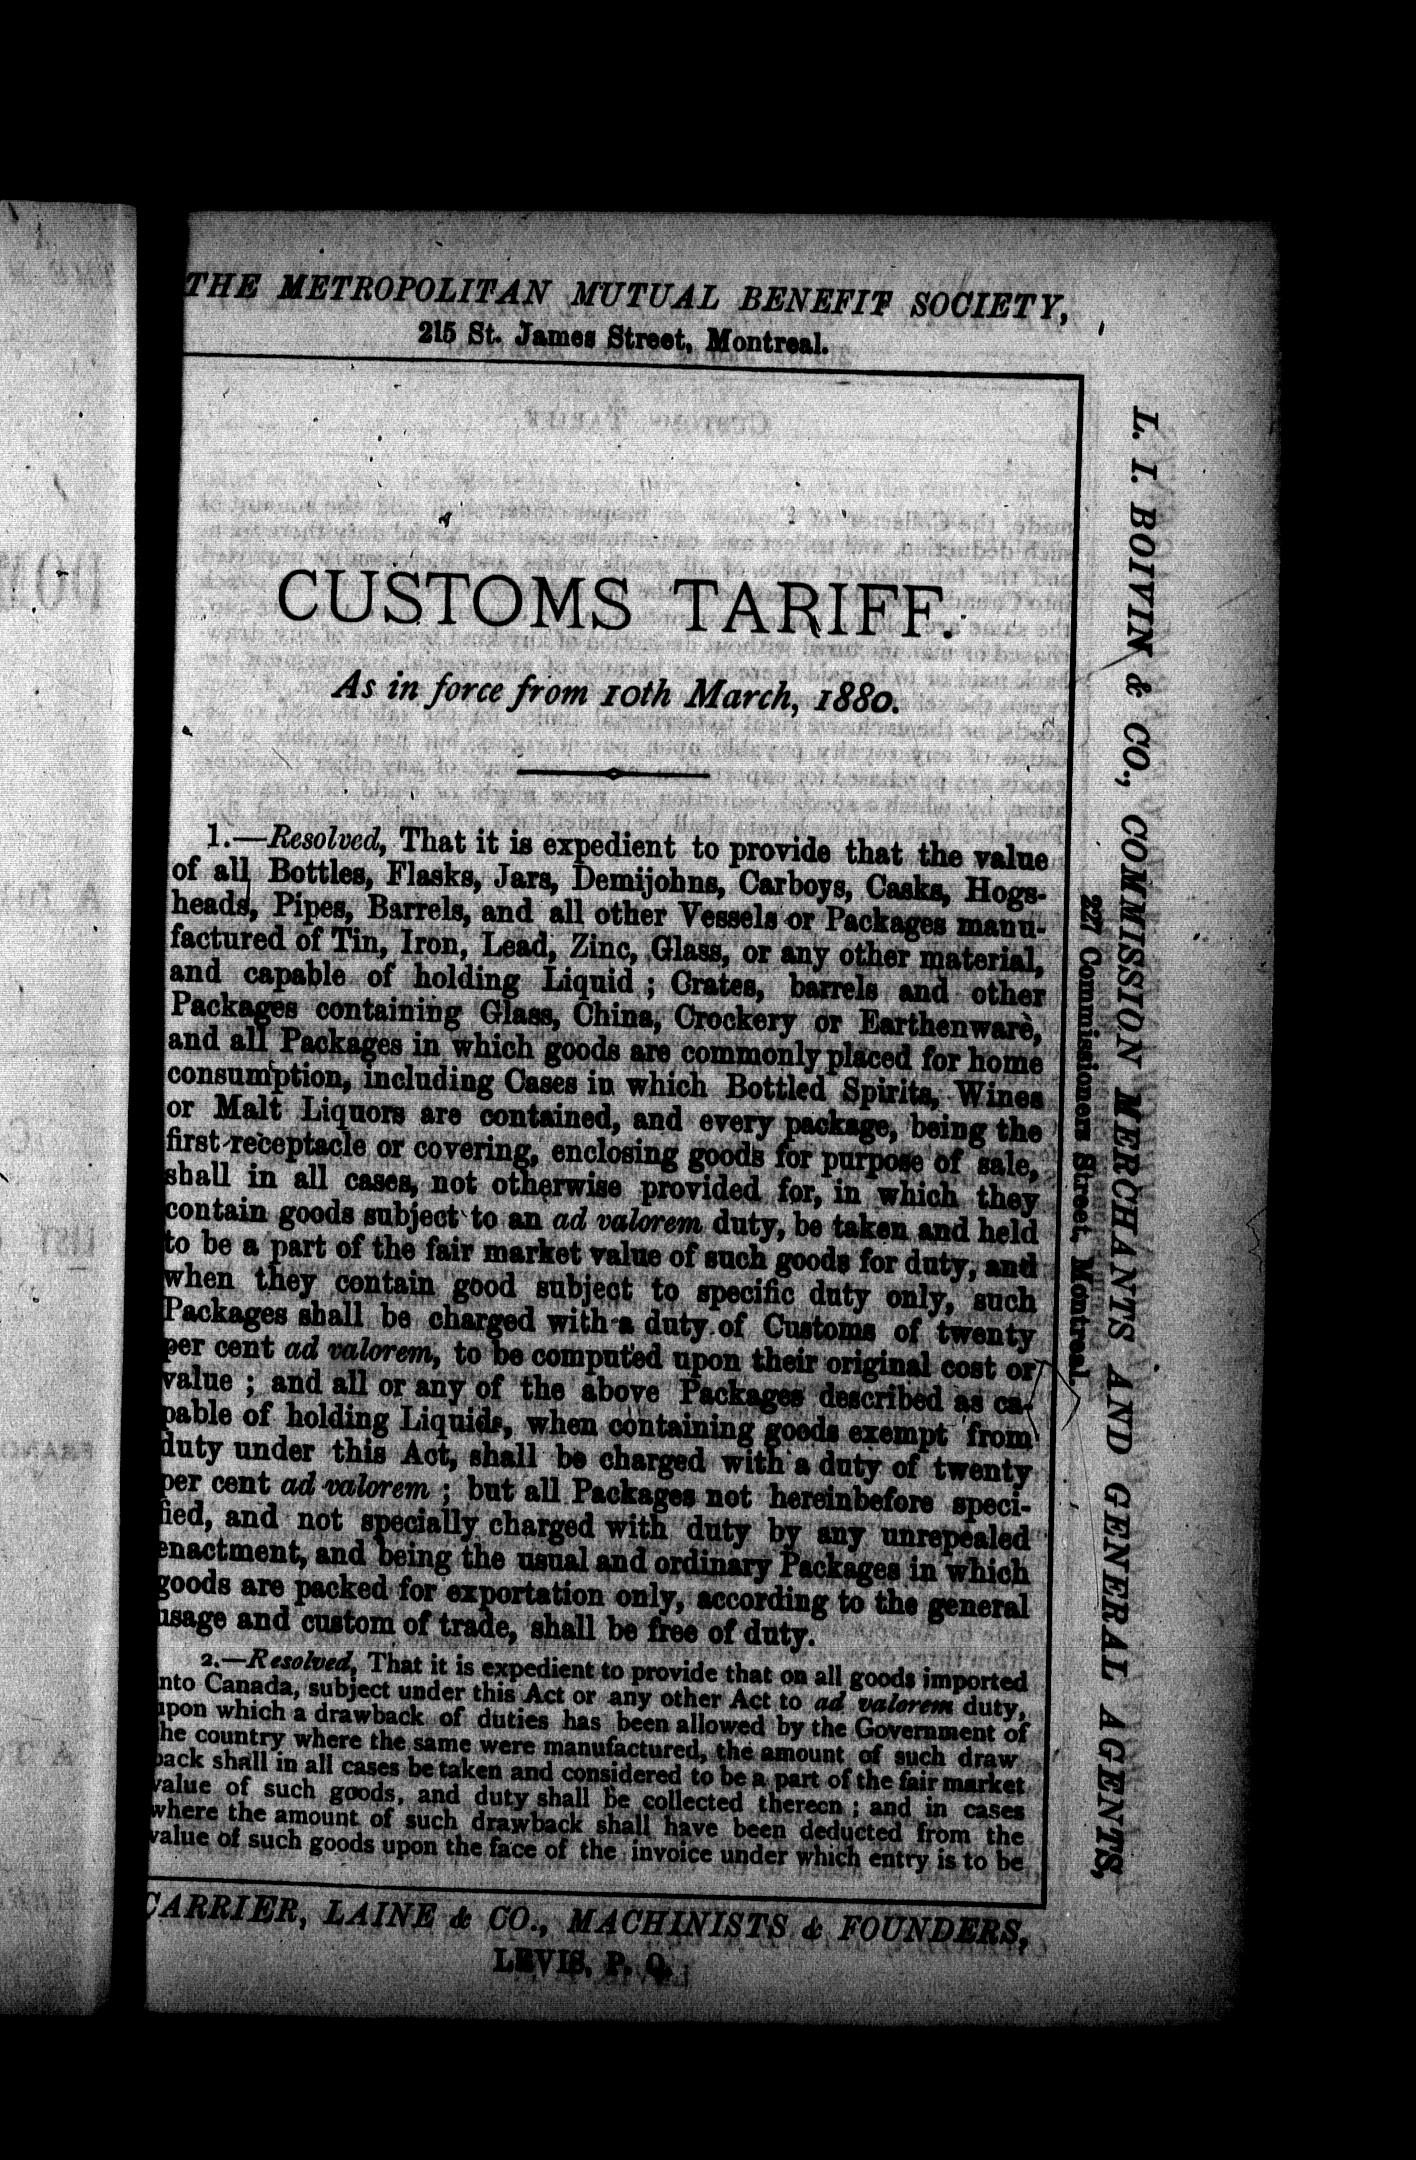 THE METROPOLITAN MUTUAL BENEFIT SOCIETY,
215 St. James Street, Montreal.
CUSTOMS TARIFF.
As in force from 10th March, 1880.
1.—Resolved, That it is expedient to provide that the value
of all Bottles, Flasks, Jars, Demijohns, Carboys, Casks, Hogs-
heads, Pipes, Barrels, and all other Vessels or Packages manu-
factured of Tin, Iron, Lead, Zinc, Glass, or any other material,
and capable of holding Liquid ; Crates, barrels and other
Packages containing Glass, China, Crockery or Earthenware,
and all Packages in which goods are commonly placed for home
consumption, including Cases in which Bottled Spirits, Wines
or Malt Liquors are contained, and every package, being the
first receptacle or covering, enclosing goods for purpose of sale,
shall in all cases, not otherwise provided for, in which they
contain goods subject to an ad valorem duty, be taken and held
to be a part of the fair market value of such goods for duty, and
when they contain good subject to specific duty only, such
Packages shall be charged with a duty of Customs of twenty
per cent ad valorem, to be computed upon their original cost or
value ; and all or any of the above Packages described as ca-
pable of holding Liquids, when containing goods exempt from
duty under this Act, shall be charged with a duty of twenty
per cent ad valorem ; but all Packages not hereinbefore speci-
fied, and not specially charged with duty by any unrepealed
enactment, and being the usual and ordinary Packages in which
goods are packed for exportation only, according to the general
usage and custom of trade, shall be free of duty.
2.—Resolved, That it is expedient to provide that on all goods imported
into Canada, subject under this Act or any other Act to ad valorem duty,
upon which a drawback of duties has been allowed by the Government of
the country where the same were manufactured, the amount of such draw
back shall in all cases be taken and considered to be a part of the fair market
value of such goods, and duty shall be collected thereon ; and in cases
where the amount of such drawback shall have been deducted from the
value of such goods upon the face of the invoice under which entry is to be
CARRIER, LAINE & CO., MACHINISTS & FOUNDERS,
LEVIS, P. Q.
L. I. BOIVIN & CO., COMMISSION MERCHANTS AND GENERAL AGENTS,
227 Commissioners Street, Montreal.